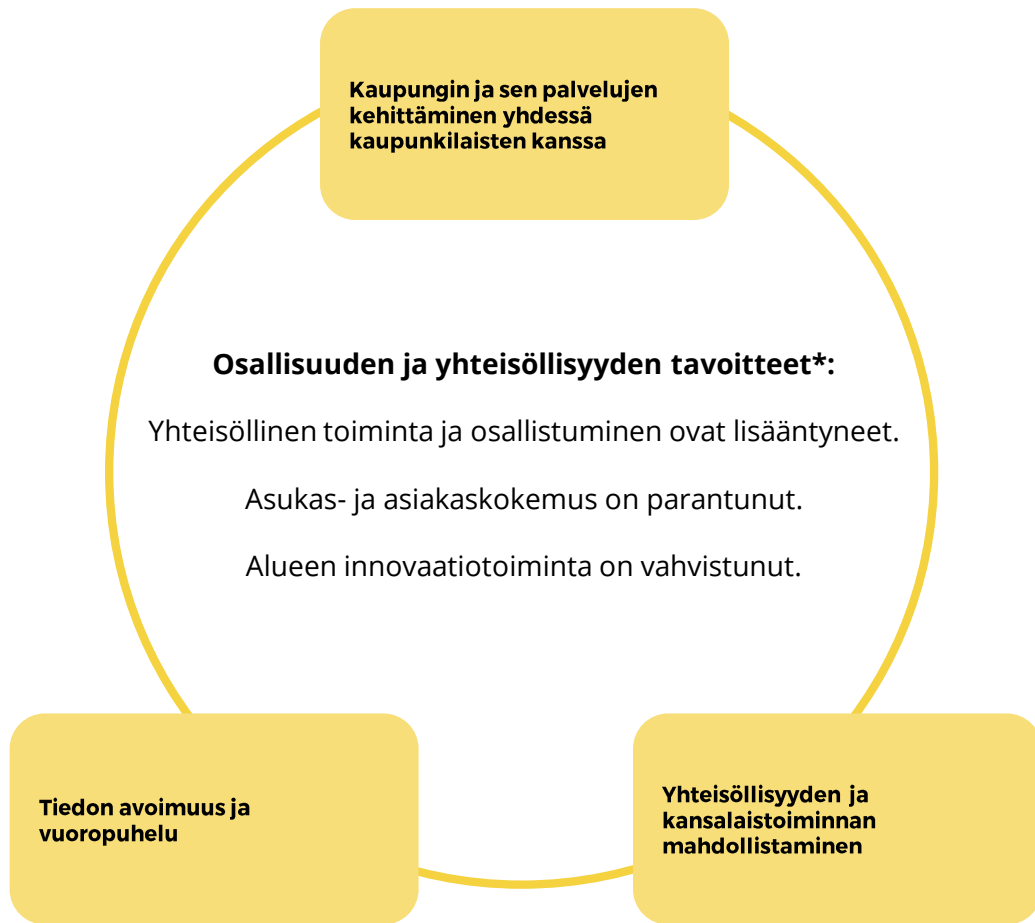 Kaupungin ja sen palvelujen
kehittäminen yhdessä
kaupunkilaisten kanssa
Osallisuuden ja yhteisöllisyyden tavoitteet*:
Yhteisöllinen toiminta ja osallistuminen ovat lisääntyneet.
Asukas- ja asiakaskokemus on parantunut.
Alueen innovaatiotoiminta on vahvistunut.
Tiedon avoimuus ja
vuoropuhelu
Yhteisöllisyyden ja
kansalaistoiminnan
mahdollistaminen